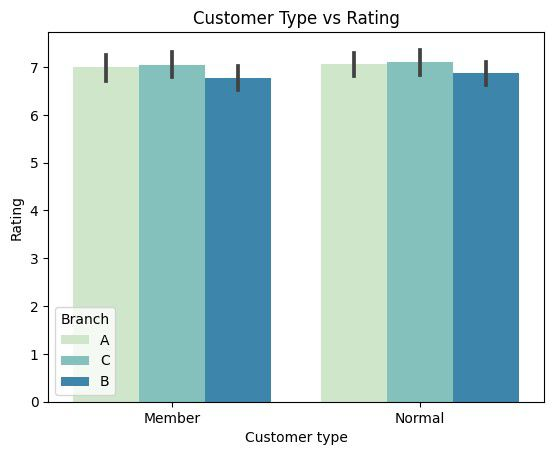 Customer Type vs Rating
Rating
7
6
5
4
3
2
1
0
Branch
A
C
B
Member Normal
Customer type